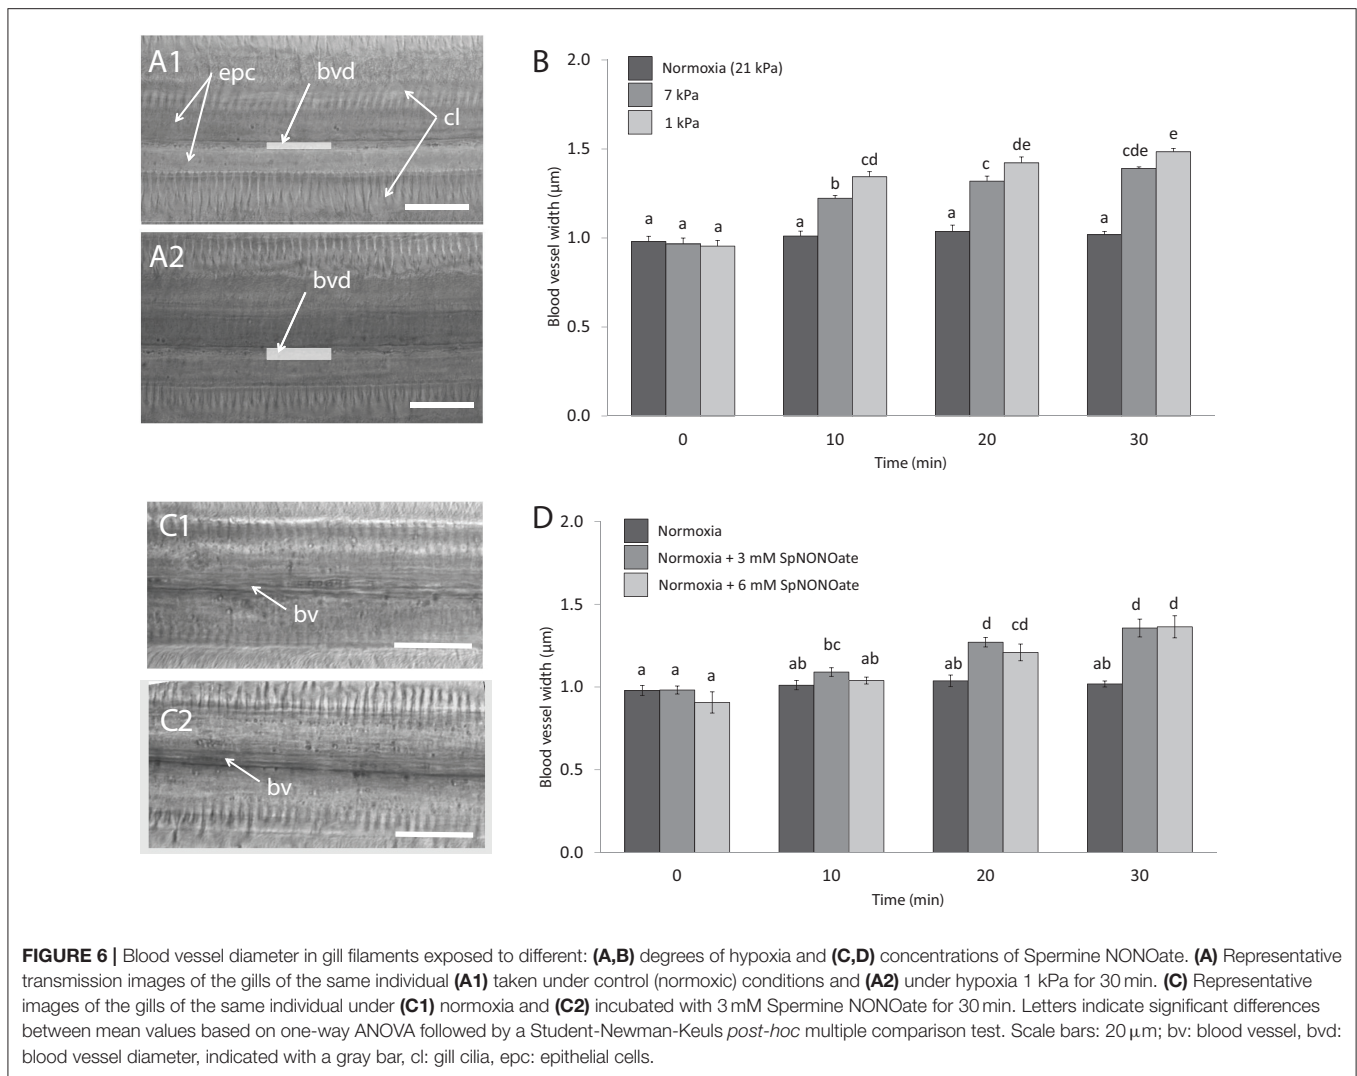 A1
epc
bvd
cl
A2
bvd
B
2.0
1.5
1.0
0.5
0.0
Blood vessel width (µm)
Normoxia (21 kPa)
7 kPa
1 kPa
a a a
a b cd
a c de
a cde e
0 10 20 30
Time (min)
C1
bv
C2
bv
D
2.0
1.5
1.0
0.5
0.0
Blood vessel width (µm)
Normoxia
Normoxia + 3 mM SpNONOate
Normoxia + 6 mM SpNONOate
a a a
ab bc ab
ab d cd
ab d d
0 10 20 30
Time (min)
FIGURE 6 | Blood vessel diameter in gill filaments exposed to different: (A,B) degrees of hypoxia and (C,D) concentrations of Spermine NONOate. (A) Representative
transmission images of the gills of the same individual (A1) taken under control (normoxic) conditions and (A2) under hypoxia 1 kPa for 30 min. (C) Representative
images of the gills of the same individual under (C1) normoxia and (C2) incubated with 3 mM Spermine NONOate for 30 min. Letters indicate significant differences
between mean values based on one-way ANOVA followed by a Student-Newman-Keuls post-hoc multiple comparison test. Scale bars: 20 µm; bv: blood vessel, bvd:
blood vessel diameter, indicated with a gray bar, cl: gill cilia, epc: epithelial cells.